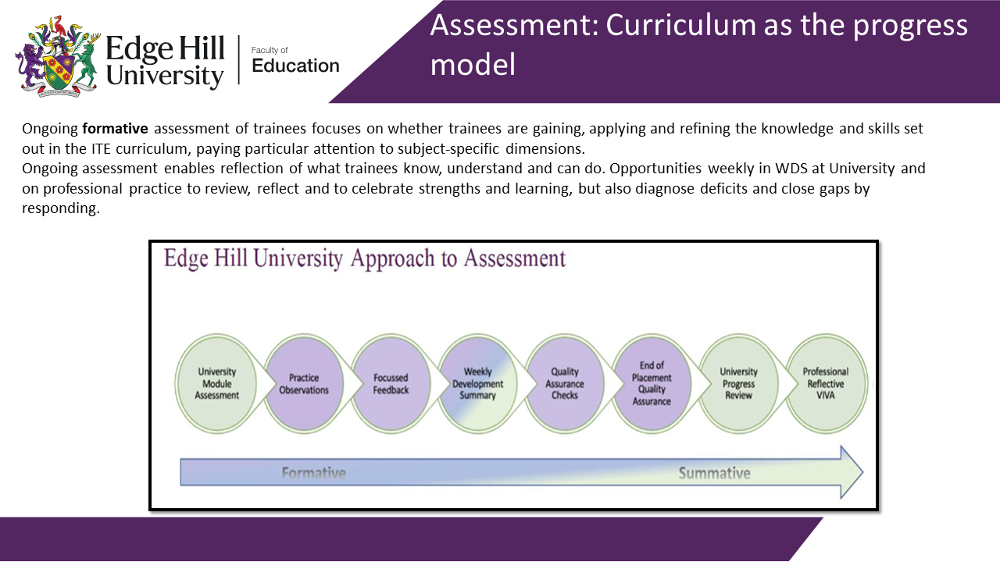 Edge Hill
University
Faculty of
Education
Assessment: Curriculum as the progress
model
Ongoing formative assessment of trainees focuses on whether trainees are gaining, applying and refining the knowledge and skills set
out in the ITE curriculum, paying particular attention to subject-specific dimensions.
Ongoing assessment enables reflection of what trainees know, understand and can do. Opportunities weekly in WDS at University and
on professional practice to review, reflect and to celebrate strengths and learning, but also diagnose deficits and close gaps by
responding.
Edge Hill University Approach to Assessment
University
Module
Assessment
Practice
Observations
Focussed
Feedback
Weekly
Development
Summary
Quality
Assurance
Checks
End of
Placement
Quality
Assurance
University
Progress
Review
Professional
Reflective
VIVA
Formative
Summative